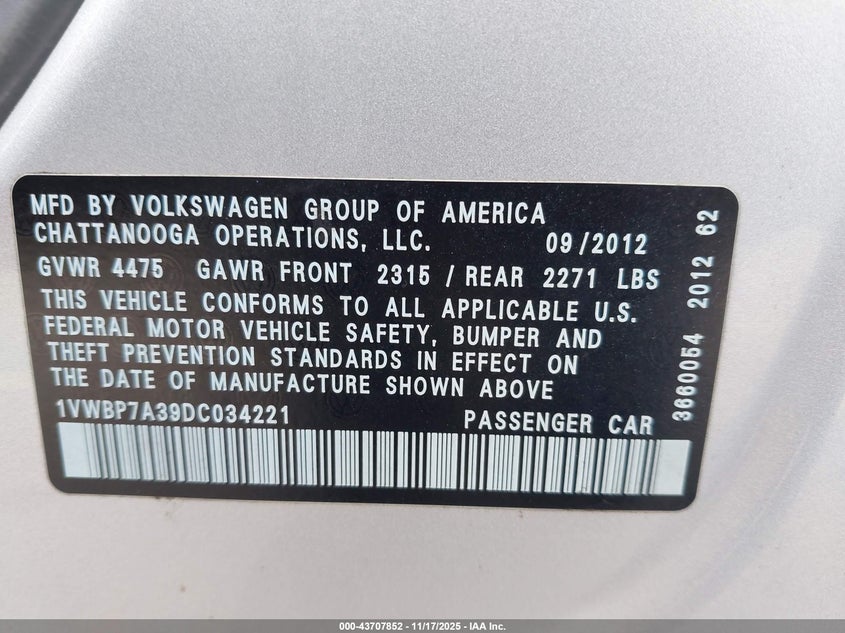 MFD BY VOLKSWAGEN GROUP OF AMERICA
CHATTANOOGA OPERATIONS, LLC. 09/2012
GVWR 4475 GAWR FRONT 2315 / REAR 2271 LBS
THIS VEHICLE CONFORMS TO ALL APPLICABLE U.S.
FEDERAL MOTOR VEHICLE SAFETY, BUMPER AND
THEFT PREVENTION STANDARDS IN EFFECT ON
THE DATE OF MANUFACTURE SHOWN ABOVE
1VWBP7A39DC034221 PASSENGER CAR
3660054 2012 62
000-43707852 - 11/17/2025 - IAA Inc.